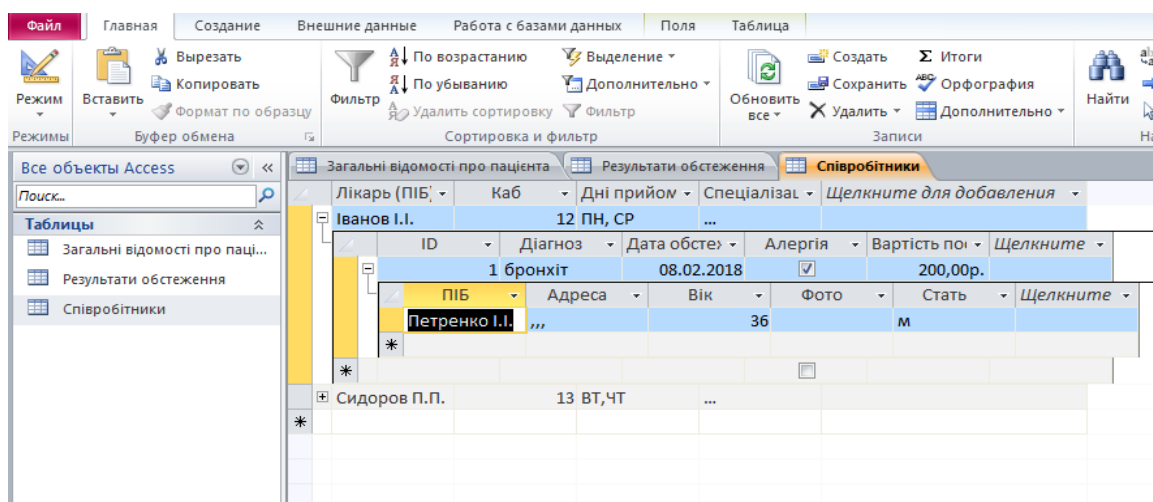 Файл Главная Создание Внешние данные Работа с базами данных Поля Таблица
Вырезать По возрастанию Выделение Создать Σ Итоги
Копировать По убыванию Дополнительно Сохранить Орфография
Режим Вставить Формат по образцу Фильтр Удалить сортировку Фильтр Обновить все Удалить Дополнительно Найти
Режимы Буфер обмена Сортировка и фильтр Записи
Все объекты Access « Загальні відомості про пацієнта Результати обстеження Співробітники
Поиск... Лікарь (ПІБ) Каб Дні прийом Спеціалізац Щелкните для добавления
Таблицы Іванов І.І. 12 ПН, СР ...
Загальні відомості про паці... ID Діагноз Дата обстеж Алергія Вартість пос Щелкните
Результати обстеження 1 бронхіт 08.02.2018 200,00р.
Співробітники ПІБ Адреса Вік Фото Стать Щелкните
Петренко І.І. ,,, 36 м
Сидоров П.П. 13 ВТ,ЧТ ...